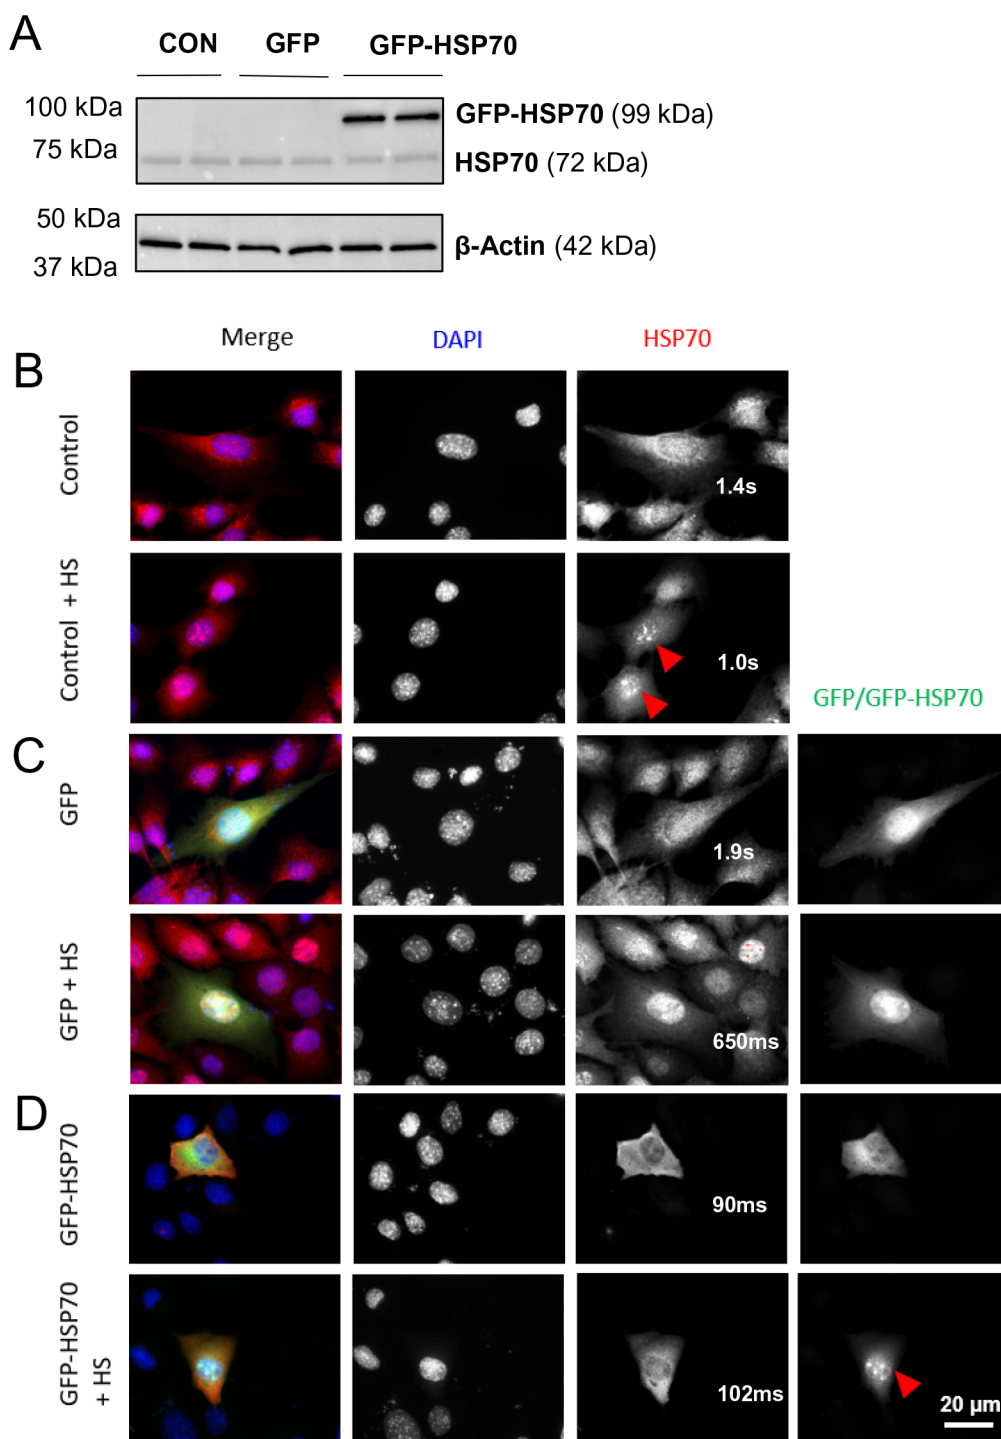 A
CON GFP GFP-HSP70
100 kDa
GFP-HSP70 (99 kDa)
75 kDa
HSP70 (72 kDa)
50 kDa
β-Actin (42 kDa)
37 kDa
Merge DAPI HSP70
B
Control
1.4s
Control + HS
1.0s
GFP/GFP-HSP70
C
GFP
1.9s
GFP + HS
650ms
D
GFP-HSP70
90ms
GFP-HSP70
+ HS
102ms
20 µm